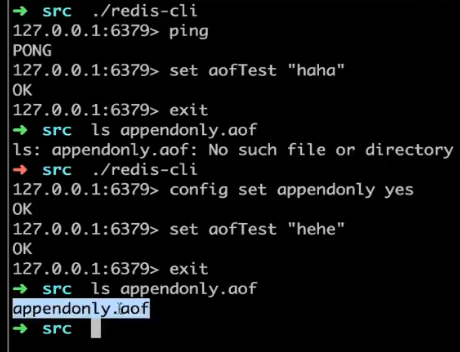 ➜ src ./redis-cli
127.0.0.1:6379> ping
PONG
127.0.0.1:6379> set aofTest "haha"
OK
127.0.0.1:6379> exit
➜ src ls appendonly.aof
ls: appendonly.aof: No such file or directory
➜ src ./redis-cli
127.0.0.1:6379> config set appendonly yes
OK
127.0.0.1:6379> set aofTest "hehe"
OK
127.0.0.1:6379> exit
➜ src ls appendonly.aof
appendonly.aof
➜ src